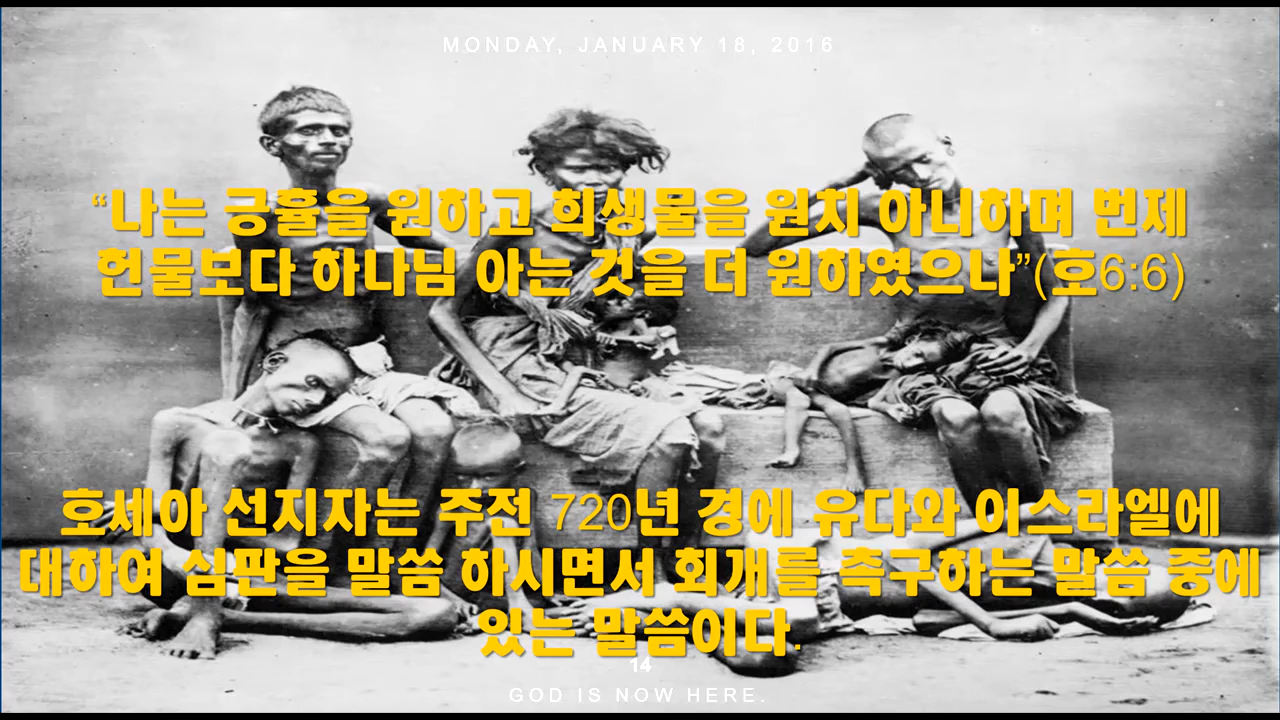 MONDAY, JANUARY 18, 2016
“나는 긍휼을 원하고 희생물을 원치 아니하며 번제
헌물보다 하나님 아는 것을 더 원하였으나”(호6:6)
호세아 선지자는 주전 720년 경에 유다와 이스라엘에
대하여 심판을 말씀 하시면서 회개를 촉구하는 말씀 중에
있는 말씀이다.
14
GOD IS NOW HERE.